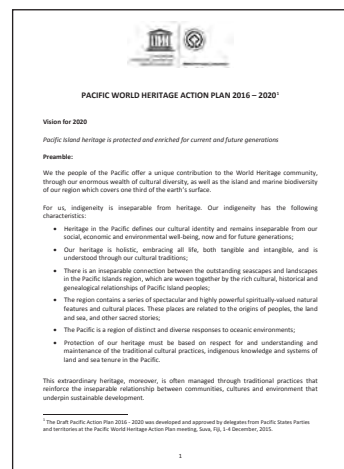 PACIFIC WORLD HERITAGE ACTION PLAN 2016 – 2020¹
Vision for 2020
Pacific Island heritage is protected and enriched for current and future generations
Preamble:
We the people of the Pacific offer a unique contribution to the World Heritage community,
through our enormous wealth of cultural diversity, as well as the island and marine biodiversity
of our region which covers one third of the earth's surface.
For us, indigeneity is inseparable from heritage. Our indigeneity has the following
characteristics:
• Heritage in the Pacific defines our cultural identity and remains inseparable from our
social, economic and environmental well-being, now and for future generations;
• Our heritage is holistic, embracing all life, both tangible and intangible, and is
understood through our cultural traditions;
• There is an inseparable connection between the outstanding seascapes and landscapes
in the Pacific Islands region, which are woven together by the rich cultural, historical and
genealogical relationships of Pacific Island peoples;
• The region contains a series of spectacular and highly powerful spiritually-valued natural
features and cultural places. These places are related to the origins of peoples, the land
and sea, and other sacred stories;
• The Pacific is a region of distinct and diverse responses to oceanic environments;
• Protection of our heritage must be based on respect for and understanding and
maintenance of the traditional cultural practices, indigenous knowledge and systems of
land and sea tenure in the Pacific.
This extraordinary heritage, moreover, is often managed through traditional practices that
reinforce the inseparable relationship between communities, cultures and environment that
underpin sustainable development.
¹ The Draft Pacific Action Plan 2016 - 2020 was developed and approved by delegates from Pacific States Parties
and territories at the Pacific World Heritage Action Plan meeting, Suva, Fiji, 1-4 December, 2015.
1